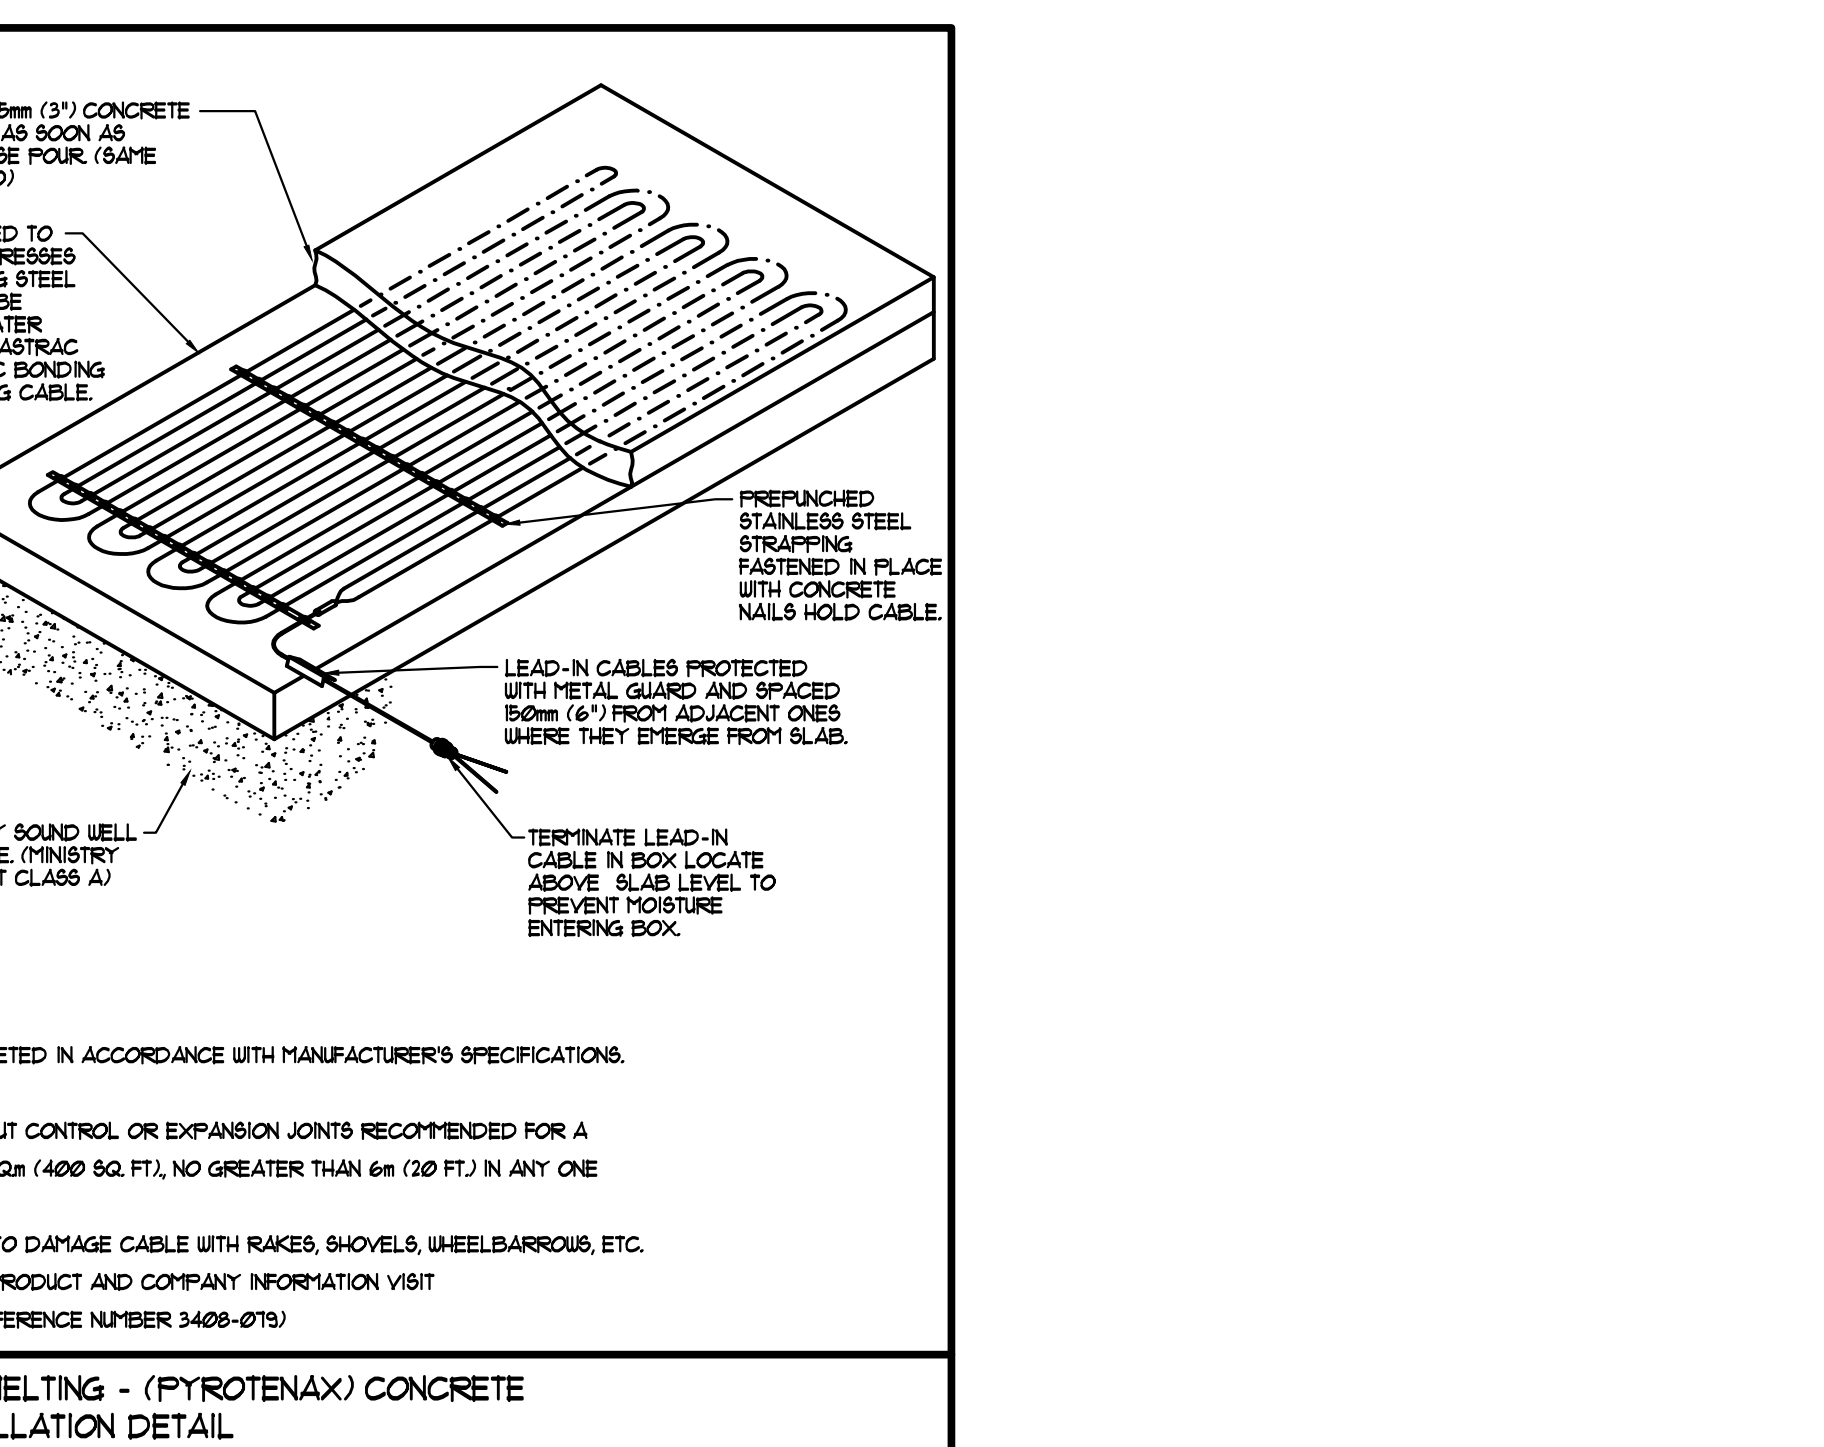 5mm (3") CONCRETE
AS SOON AS
SE POUR (SAME
D)
ED TO
RESSES
G STEEL
BE
ATER
ASTRAC
C BONDING
G CABLE.
PREPUNCHED
STAINLESS STEEL
STRAPPING
FASTENED IN PLACE
WITH CONCRETE
NAILS HOLD CABLE.
LEAD-IN CABLES PROTECTED
WITH METAL GUARD AND SPACED
150mm (6") FROM ADJACENT ONES
WHERE THEY EMERGE FROM SLAB.
Y SOUND WELL
E. (MINISTRY
T CLASS A)
TERMINATE LEAD-IN
CABLE IN BOX LOCATE
ABOVE SLAB LEVEL TO
PREVENT MOISTURE
ENTERING BOX.
ETED IN ACCORDANCE WITH MANUFACTURER'S SPECIFICATIONS.
UT CONTROL OR EXPANSION JOINTS RECOMMENDED FOR A
Q.m (400 SQ. FT)., NO GREATER THAN 6m (20 FT.) IN ANY ONE
TO DAMAGE CABLE WITH RAKES, SHOVELS, WHEELBARROWS, ETC.
RODUCT AND COMPANY INFORMATION VISIT
FERENCE NUMBER 3408-079)
MELTING - (PYROTENAX) CONCRETE
LLATION DETAIL